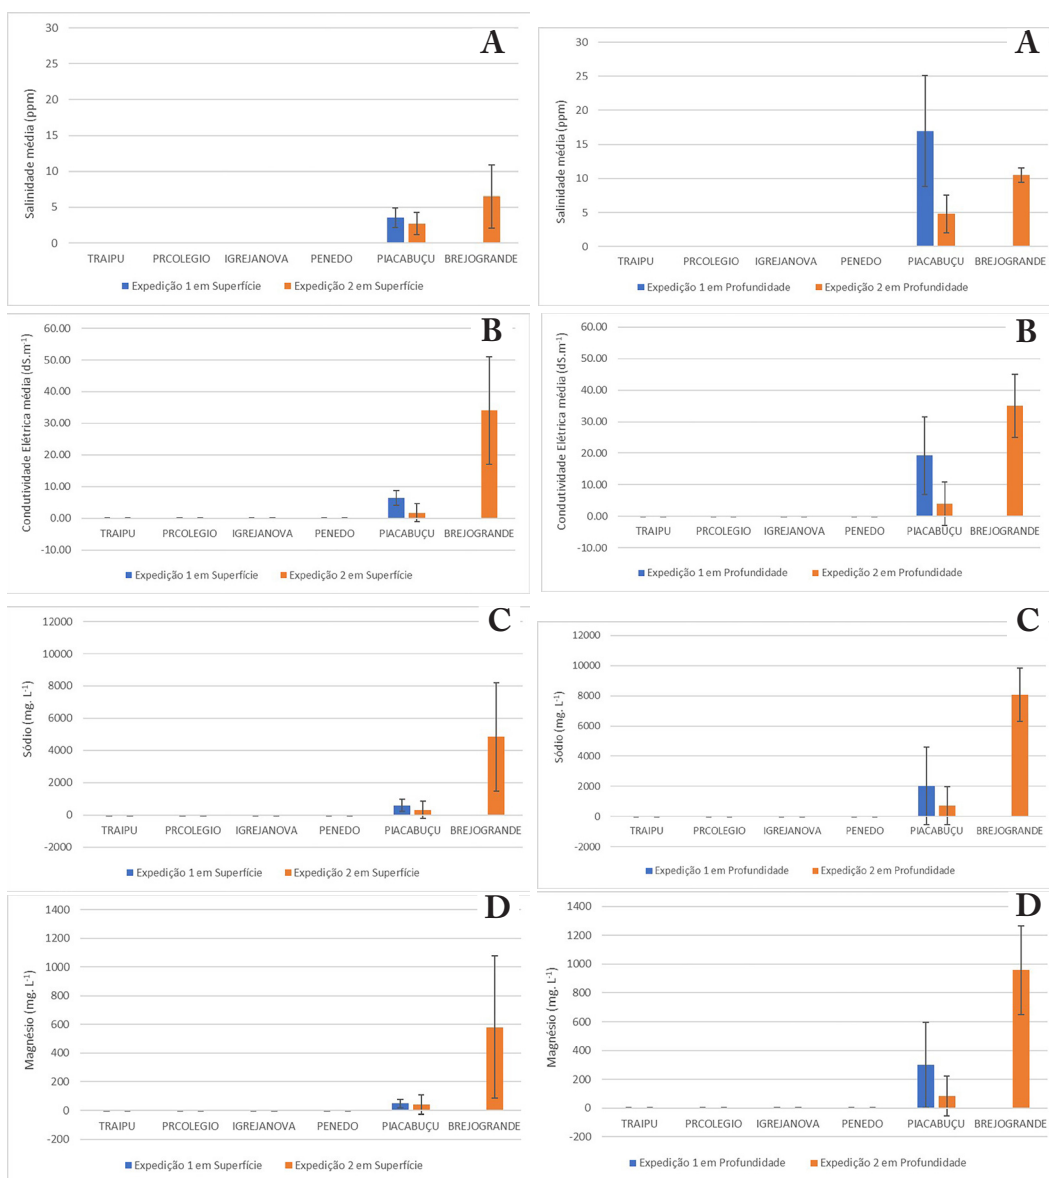 A
Salinidade média (ppm)
30
25
20
15
10
5
0
TRAIPU PRCOLEGIO IGREJANOVA PENEDO PIACABUÇU BREJOGRANDE
Expedição 1 em Superfície Expedição 2 em Superfície
A
Salinidade média (ppm)
30
25
20
15
10
5
0
TRAIPU PRCOLEGIO IGREJANOVA PENEDO PIACABUÇU BREJOGRANDE
Expedição 1 em Profundidade Expedição 2 em Profundidade
B
Condutividade Elétrica média (dS.m-1)
60.00
50.00
40.00
30.00
20.00
10.00
0.00
-10.00
TRAIPU PRCOLEGIO IGREJANOVA PENEDO PIACABUÇU BREJOGRANDE
Expedição 1 em Superfície Expedição 2 em Superfície
B
Condutividade Elétrica média (dS.m-1)
60.00
50.00
40.00
30.00
20.00
10.00
0.00
-10.00
TRAIPU PRCOLEGIO IGREJANOVA PENEDO PIACABUÇU BREJOGRANDE
Expedição 1 em Profundidade Expedição 2 em Profundidade
C
Sódio (mg. L-1)
12000
10000
8000
6000
4000
2000
0
-2000
TRAIPU PRCOLEGIO IGREJANOVA PENEDO PIACABUÇU BREJOGRANDE
Expedição 1 em Superfície Expedição 2 em Superfície
C
Sódio (mg. L-1)
12000
10000
8000
6000
4000
2000
0
-2000
TRAIPU PRCOLEGIO IGREJANOVA PENEDO PIACABUÇU BREJOGRANDE
Expedição 1 em Profundidade Expedição 2 em Profundidade
D
Magnésio (mg. L-1)
1400
1200
1000
800
600
400
200
0
-200
TRAIPU PRCOLEGIO IGREJANOVA PENEDO PIACABUÇU BREJOGRANDE
Expedição 1 em Superfície Expedição 2 em Superfície
D
Magnésio (mg. L-1)
1400
1200
1000
800
600
400
200
0
-200
TRAIPU PRCOLEGIO IGREJANOVA PENEDO PIACABUÇU BREJOGRANDE
Expedição 1 em Profundidade Expedição 2 em Profundidade